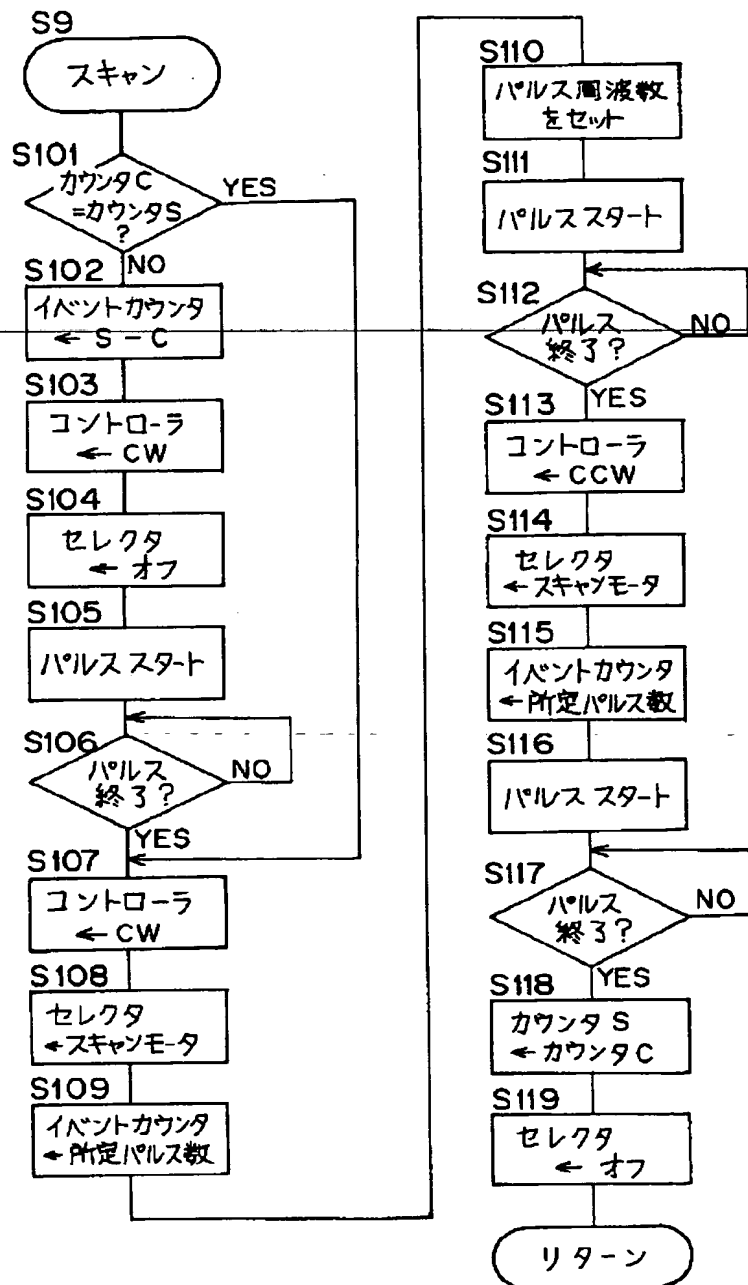 S9
スキャン
S101
カウンタC
=カウンタS
?
YES
NO
S102
イベントカウンタ
← S - C
S103
コントローラ
← CW
S104
セレクタ
← オフ
S105
パルス スタート
S106
パルス
終了?
NO
YES
S107
コントローラ
← CW
S108
セレクタ
←スキャンモータ
S109
イベントカウンタ
←所定パルス数
S110
パルス周波数
をセット
S111
パルス スタート
S112
パルス
終了?
NO
YES
S113
コントローラ
← CCW
S114
セレクタ
←スキャンモータ
S115
イベントカウンタ
←所定パルス数
S116
パルス スタート
S117
パルス
終了?
NO
YES
S118
カウンタ S
← カウンタC
S119
セレクタ
← オフ
リターン